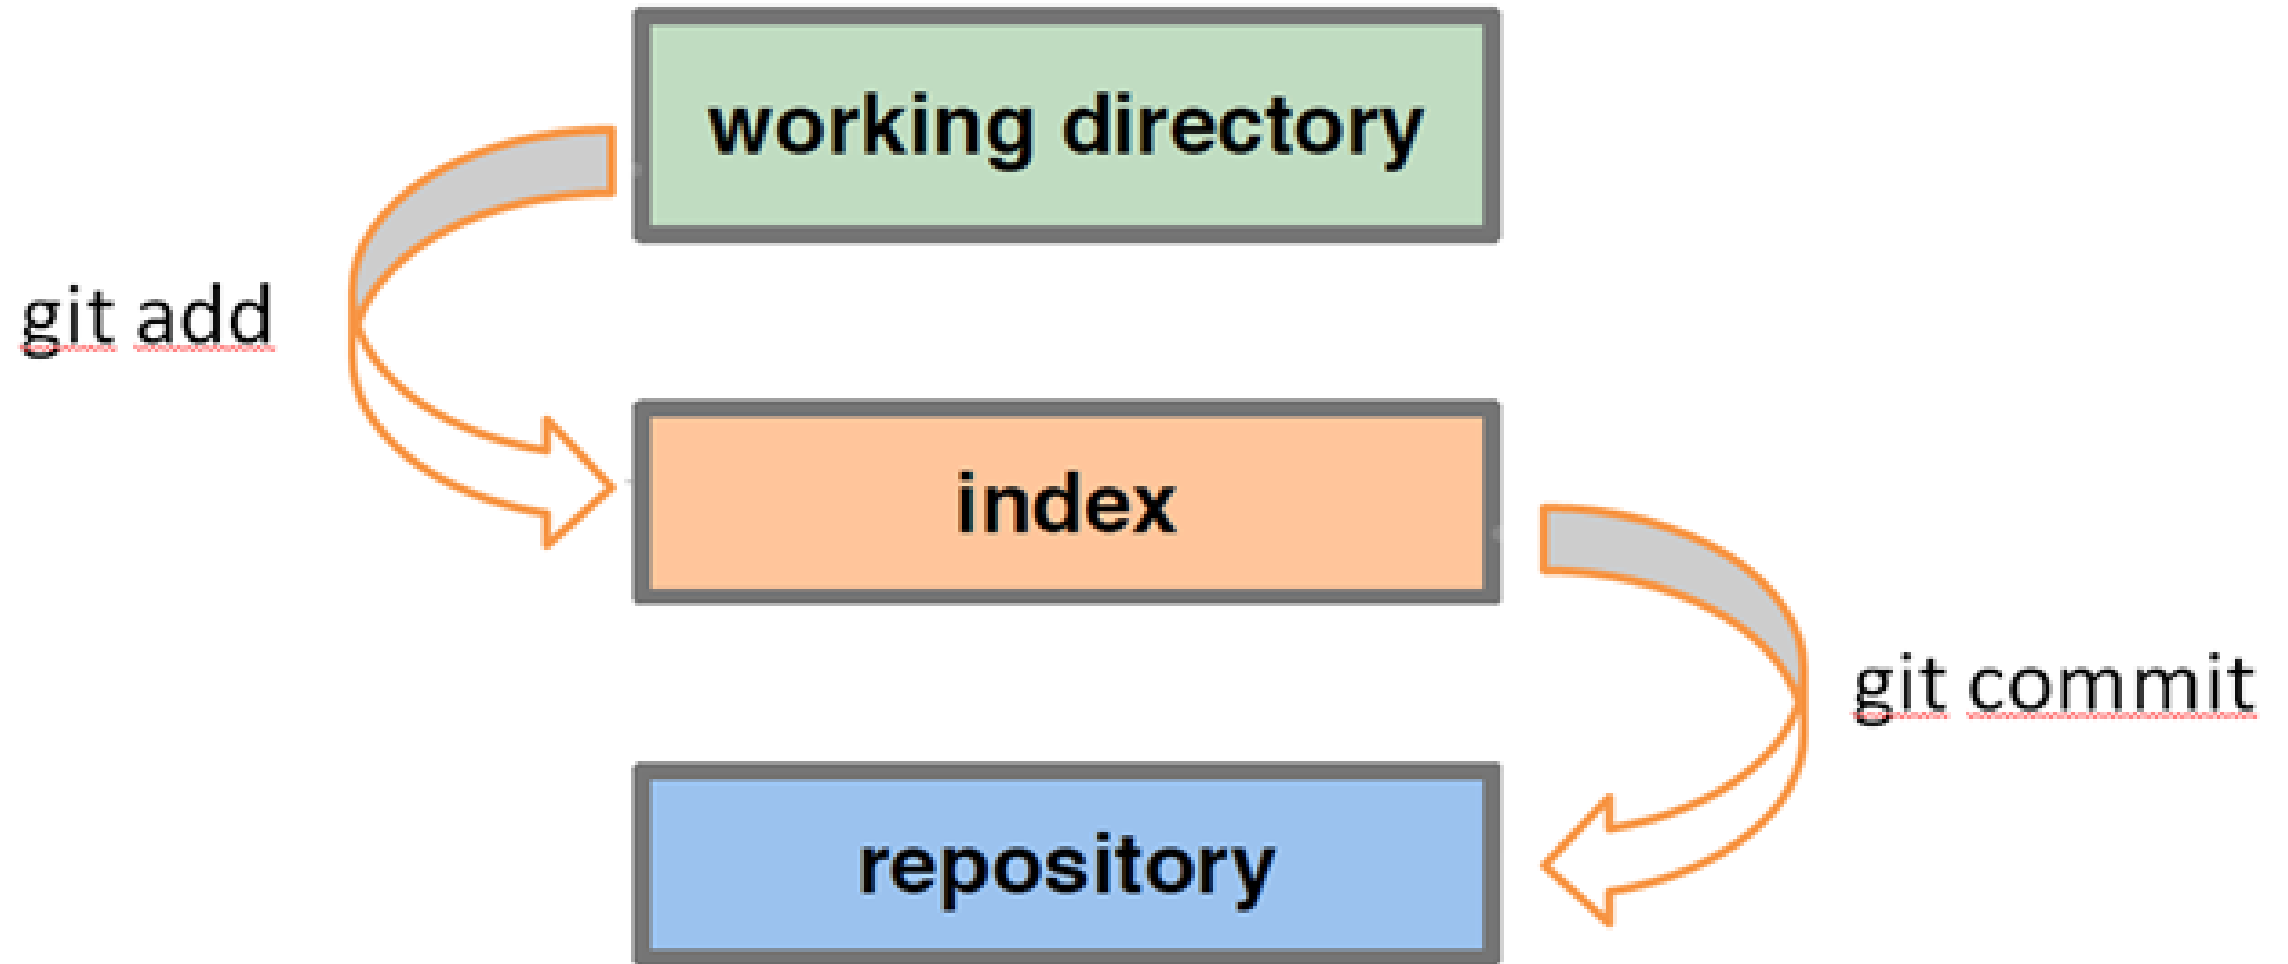 working directory
git add
index
git commit
repository